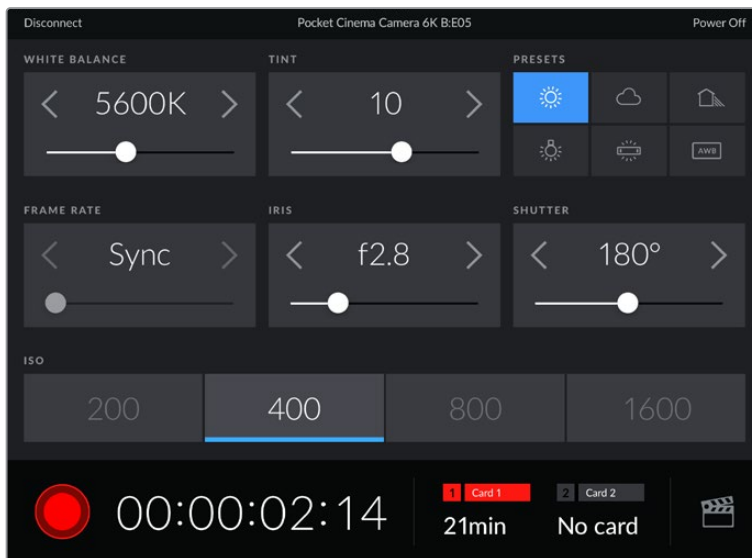 Disconnect Pocket Cinema Camera 6K B:E05 Power Off
WHITE BALANCE TINT PRESETS
5600K 10
AWB
FRAME RATE IRIS SHUTTER
Sync f2.8 180°
ISO
200 400 800 1600
00:00:02:14
1 Card 1 2 Card 2
21min No card